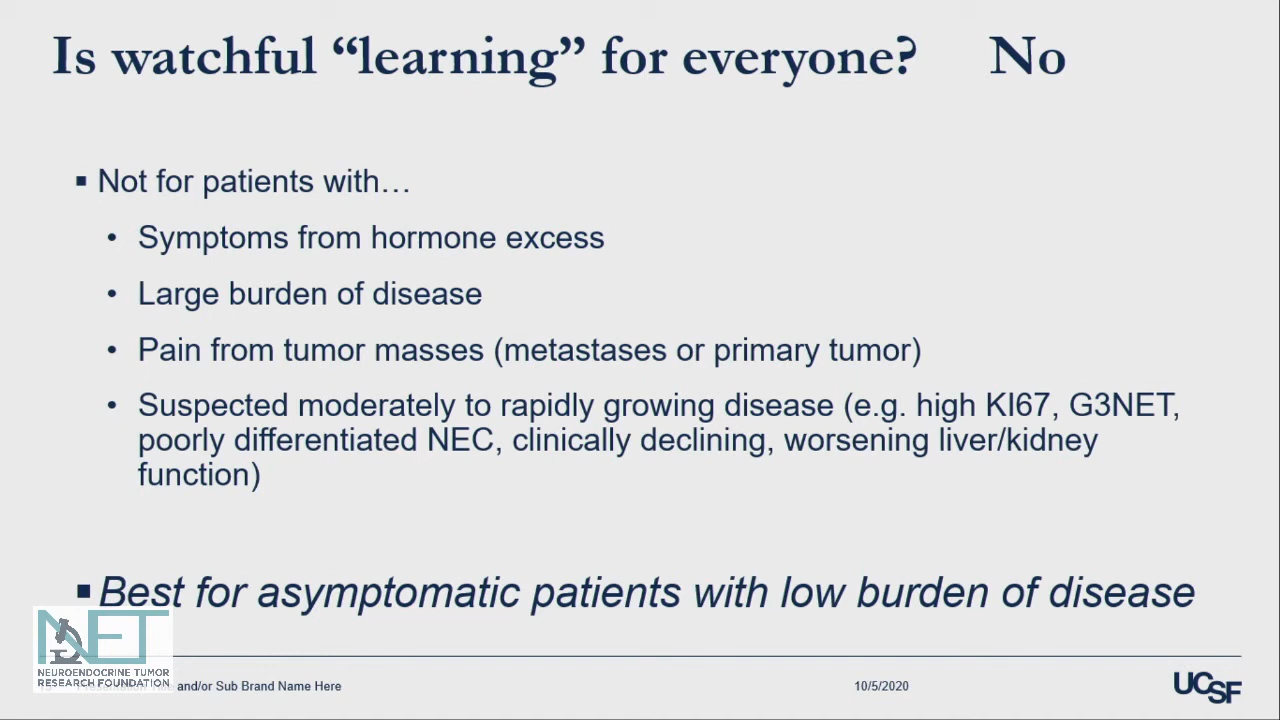 Is watchful “learning” for everyone? No
▪ Not for patients with…
• Symptoms from hormone excess
• Large burden of disease
• Pain from tumor masses (metastases or primary tumor)
• Suspected moderately to rapidly growing disease (e.g. high KI67, G3NET,
poorly differentiated NEC, clinically declining, worsening liver/kidney
function)
▪ Best for asymptomatic patients with low burden of disease
NET
NEUROENDOCRINE TUMOR
RESEARCH FOUNDATION
and/or Sub Brand Name Here
10/5/2020
UCSF